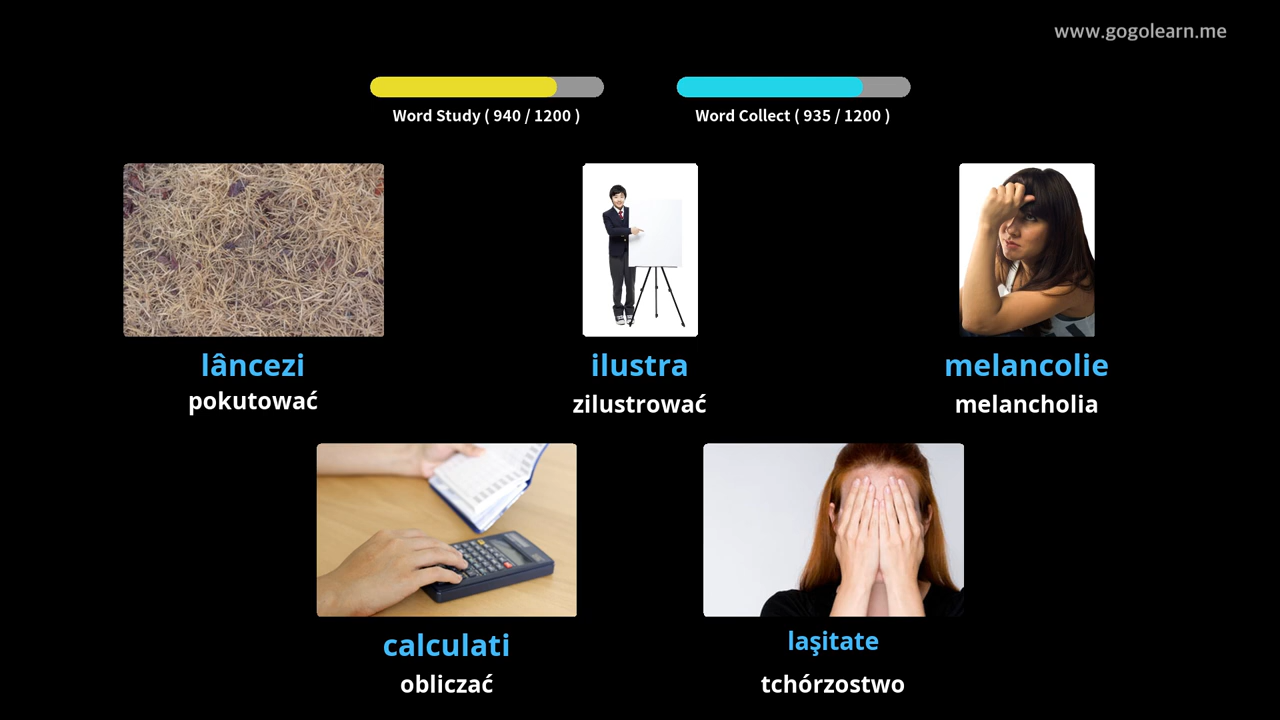 www.gogolearn.me
Word Study ( 940 / 1200 )
Word Collect ( 935 / 1200 )
lâncezi
pokutować
ilustra
zilustrować
melancolie
melancholia
calculati
obliczać
laşitate
tchórzostwo